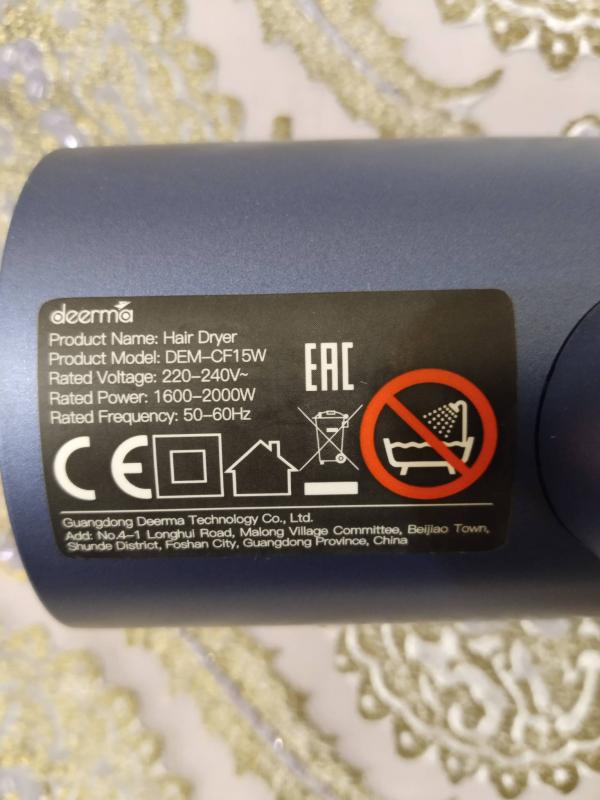 deerma
Product Name: Hair Dryer
Product Model: DEM-CF15W
Rated Voltage: 220-240V~
Rated Power: 1600-2000W
Rated Frequency: 50-60Hz
EAC
CE
Guangdong Deerma Technology Co., Ltd.
Add: No.4-1 Longhui Road, Malong Village Committee, Beijiao Town,
Shunde District, Foshan City, Guangdong Province, China